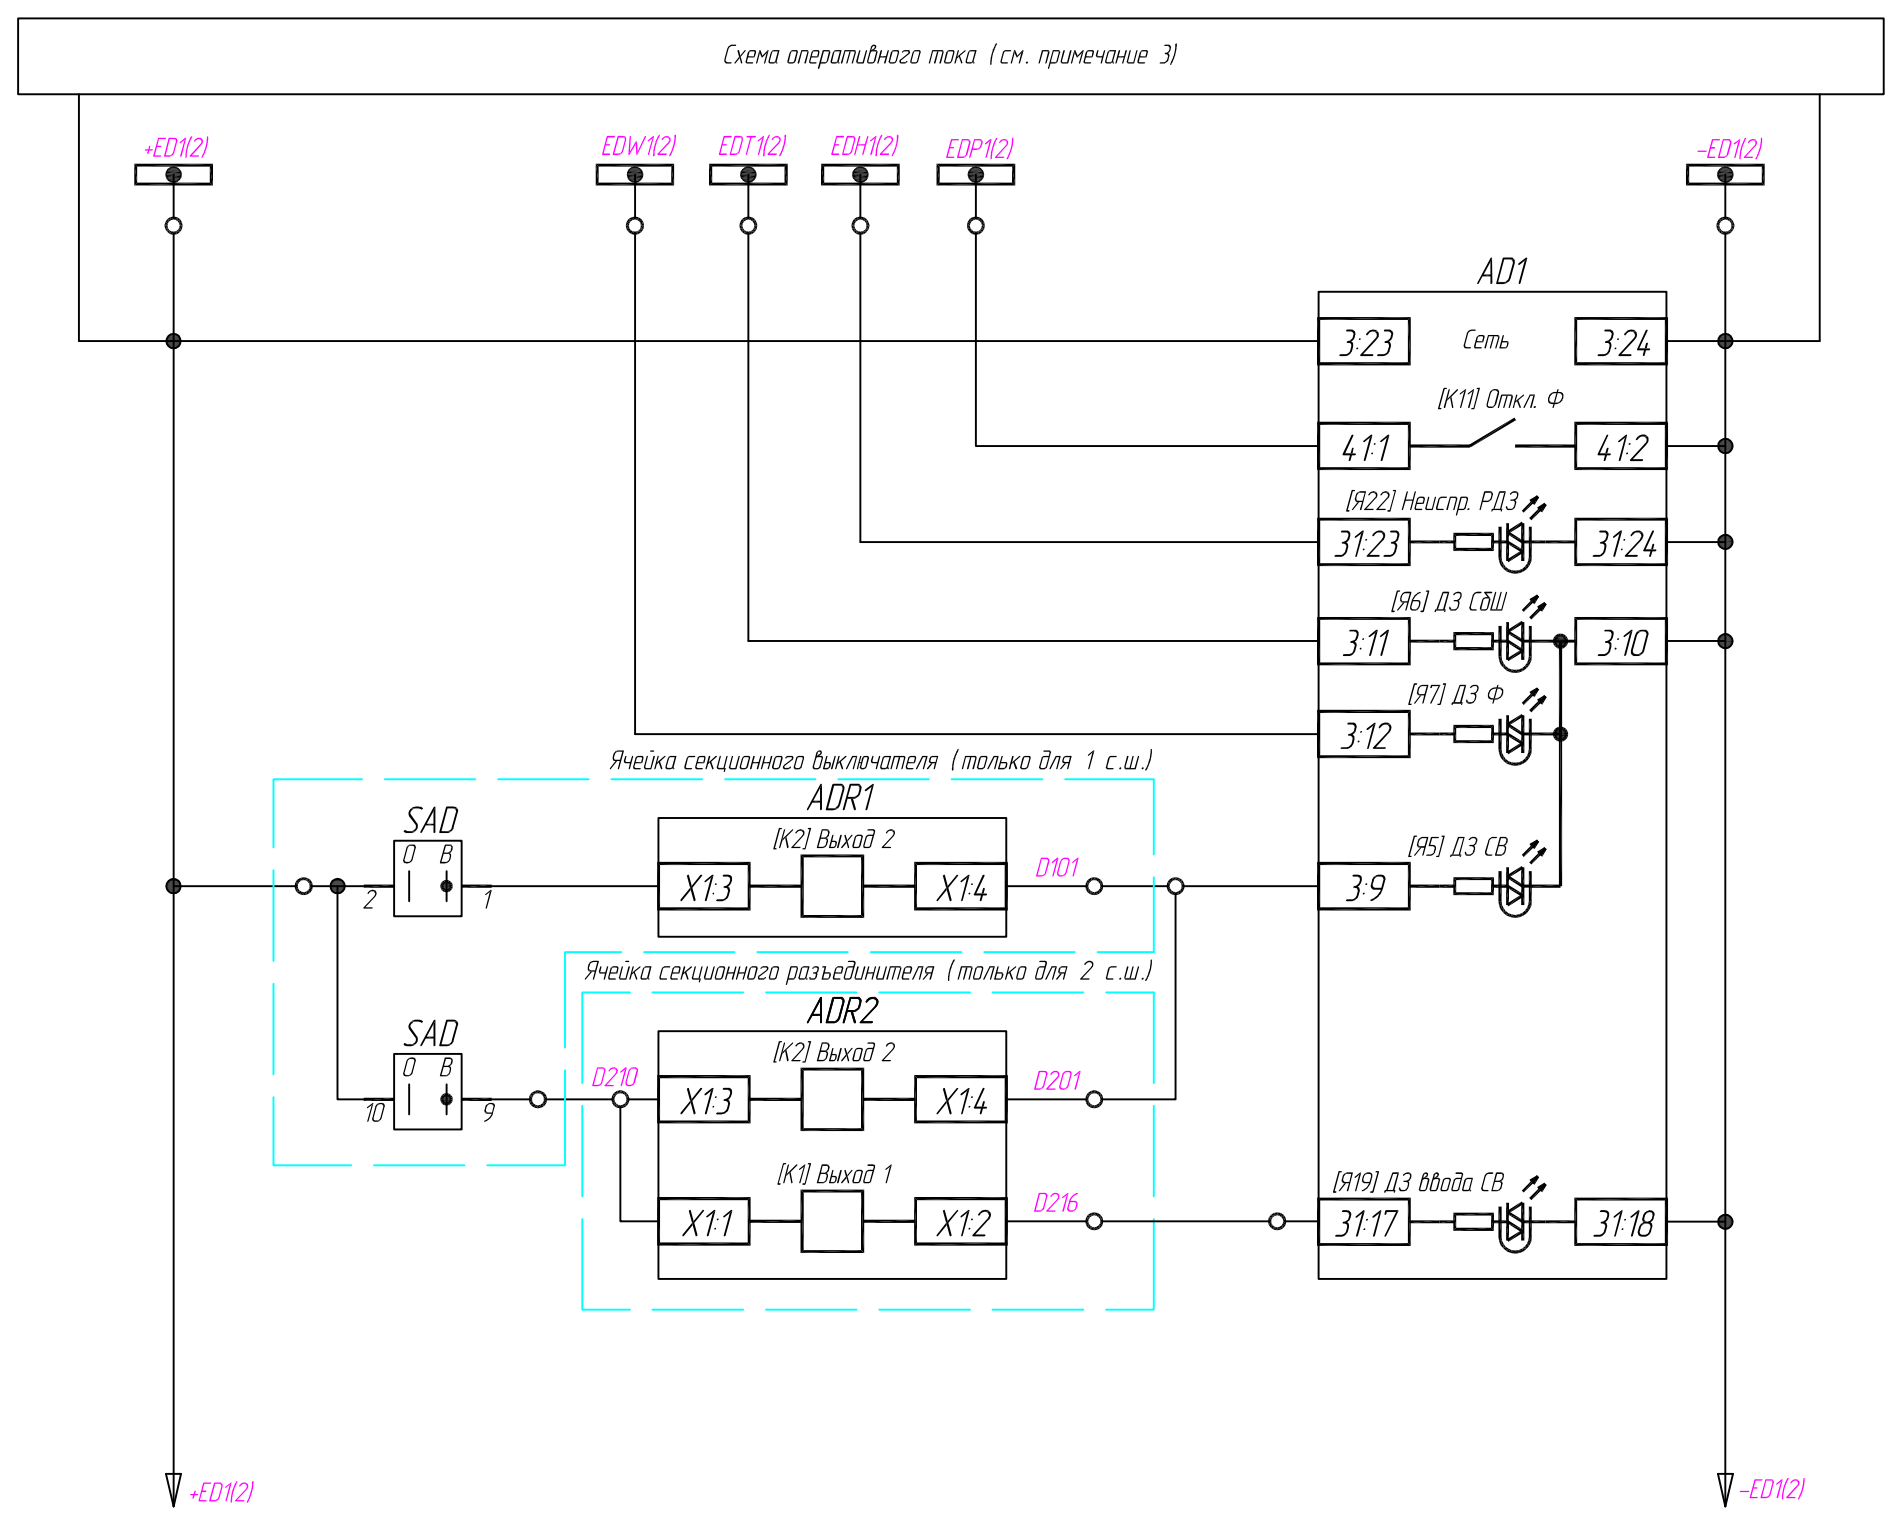 Схема оперативного тока (см. примечание 3)
+ED1(2)
EDW1(2)
EDT1(2)
EDH1(2)
EDP1(2)
-ED1(2)
AD1
3:23
Сеть
3:24
[К11] Откл. Ф
41:1
41:2
[Я22] Неиспр. РДЗ
31:23
31:24
[Я6] ДЗ СбШ
3:11
3:10
[Я7] ДЗ Ф
3:12
Ячейка секционного выключателя (только для 1 с.ш.)
SAD
0 В
2
1
ADR1
[К2] Выход 2
X1:3
X1:4
D101
[Я5] ДЗ СВ
3:9
Ячейка секционного разъединителя (только для 2 с.ш.)
SAD
0 В
10
9
D210
ADR2
[К2] Выход 2
X1:3
X1:4
D201
[К1] Выход 1
X1:1
X1:2
D216
[Я19] ДЗ ввода СВ
31:17
31:18
+ED1(2)
-ED1(2)